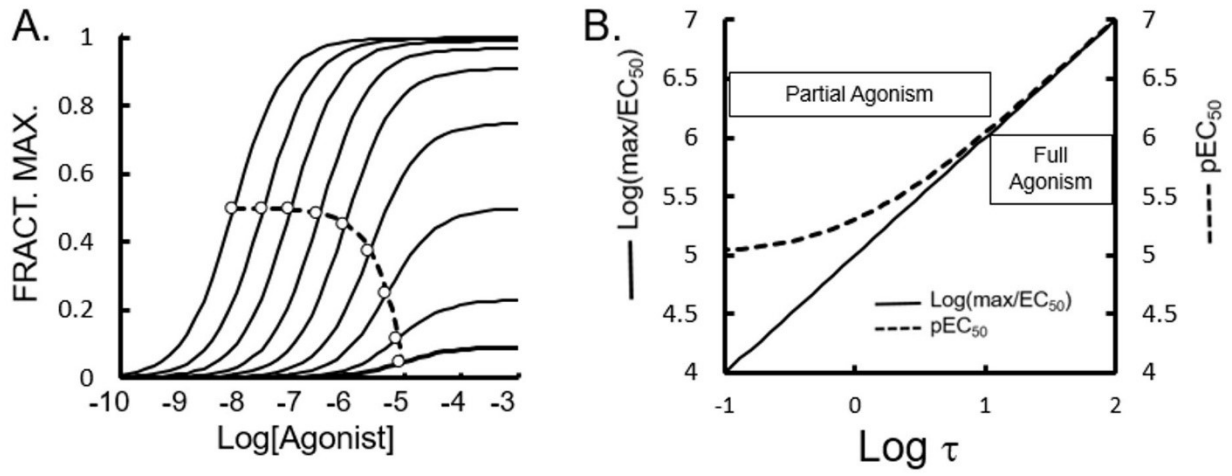 A.
FRACT. MAX.
1
0.8
0.6
0.4
0.2
0
-10 -9 -8 -7 -6 -5 -4 -3
Log[Agonist]
B.
Log(max/EC50)
7
6.5
6
5.5
5
4.5
4
Partial Agonism
Full
Agonism
Log(max/EC50)
pEC50
7
6.5
6
5.5
5
4.5
4
pEC50
-1 0 1 2
Log τ